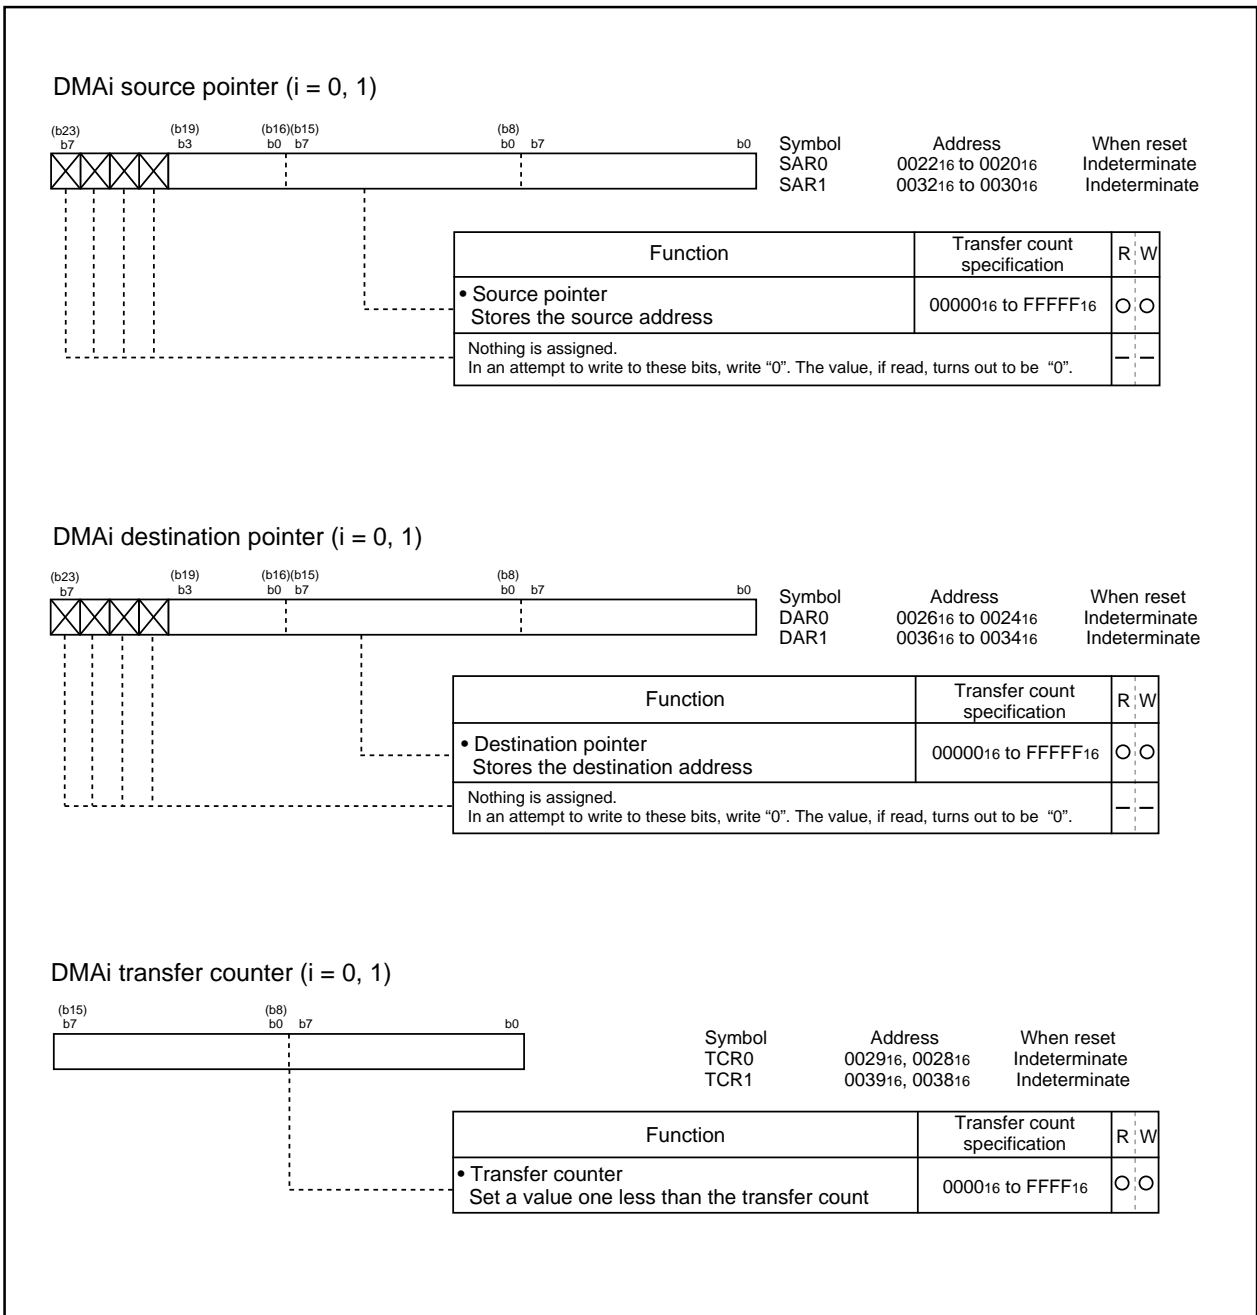 DMAi source pointer (i = 0, 1)
(b23) (b19) (b16)(b15) (b8)
b7 b3 b0 b7 b0 b7 b0
Symbol Address When reset
SAR0 002216 to 002016 Indeterminate
SAR1 003216 to 003016 Indeterminate
Function Transfer count specification R W
• Source pointer
Stores the source address 0000016 to FFFFF16
Nothing is assigned.
In an attempt to write to these bits, write “0”. The value, if read, turns out to be “0”.
DMAi destination pointer (i = 0, 1)
(b23) (b19) (b16)(b15) (b8)
b7 b3 b0 b7 b0 b7 b0
Symbol Address When reset
DAR0 002616 to 002416 Indeterminate
DAR1 003616 to 003416 Indeterminate
Function Transfer count specification R W
• Destination pointer
Stores the destination address 0000016 to FFFFF16
Nothing is assigned.
In an attempt to write to these bits, write “0”. The value, if read, turns out to be “0”.
DMAi transfer counter (i = 0, 1)
(b15) (b8)
b7 b0 b7 b0
Symbol Address When reset
TCR0 002916, 002816 Indeterminate
TCR1 003916, 003816 Indeterminate
Function Transfer count specification R W
• Transfer counter
Set a value one less than the transfer count 000016 to FFFF16